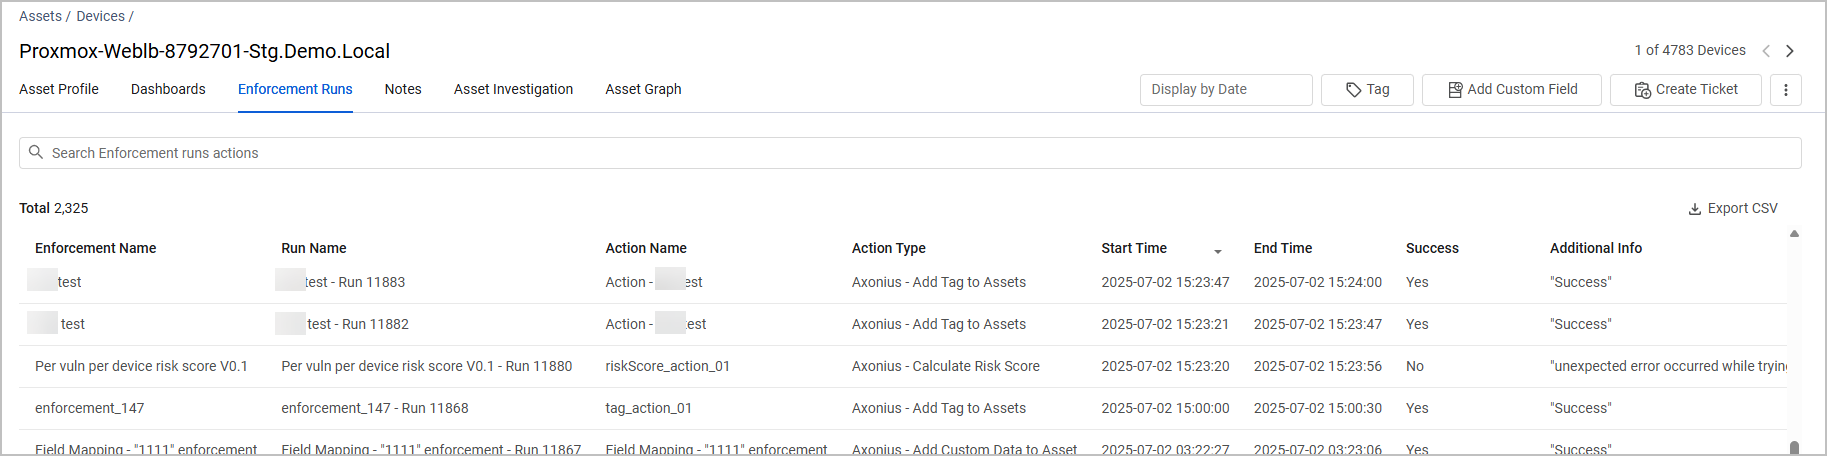 Assets / Devices /
Proxmox-Weblb-8792701-Stg.Demo.Local
1 of 4783 Devices
Asset Profile Dashboards Enforcement Runs Notes Asset Investigation Asset Graph Display by Date Tag Add Custom Field Create Ticket
Search Enforcement runs actions
Total 2,325 Export CSV
Enforcement Name Run Name Action Name Action Type Start Time End Time Success Additional Info
test test - Run 11883 Action - est Axonius - Add Tag to Assets 2025-07-02 15:23:47 2025-07-02 15:24:00 Yes "Success"
test test - Run 11882 Action - est Axonius - Add Tag to Assets 2025-07-02 15:23:21 2025-07-02 15:23:47 Yes "Success"
Per vuln per device risk score V0.1 Per vuln per device risk score V0.1 - Run 11880 riskScore_action_01 Axonius - Calculate Risk Score 2025-07-02 15:23:20 2025-07-02 15:23:56 No "unexpected error occurred while trying
enforcement_147 enforcement_147 - Run 11868 tag_action_01 Axonius - Add Tag to Assets 2025-07-02 15:00:00 2025-07-02 15:00:30 Yes "Success"
Field Mapping - "1111" enforcement Field Mapping - "1111" enforcement - Run 11867 Field Mapping - "1111" enforcement Axonius - Add Custom Data to Asset 2025-07-02 03:22:27 2025-07-02 03:23:06 Yes "Success"